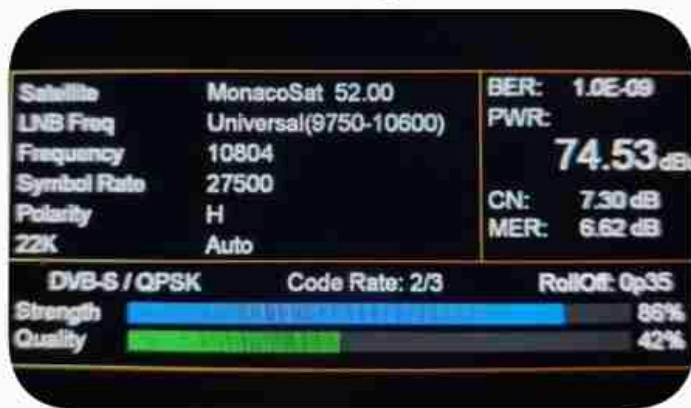 Satellite MonacoSat 52.00
LNB Freq Universal(9750-10600)
Frequency 10804
Symbol Rate 27500
Polarity H
22K Auto
BER: 1.0E-09
PWR:
74.53
CN: 7.30 dB
MER: 6.62 dB
DVB-S / QPSK Code Rate: 2/3 RollOff: 0p35
Strength 86%
Quality 42%